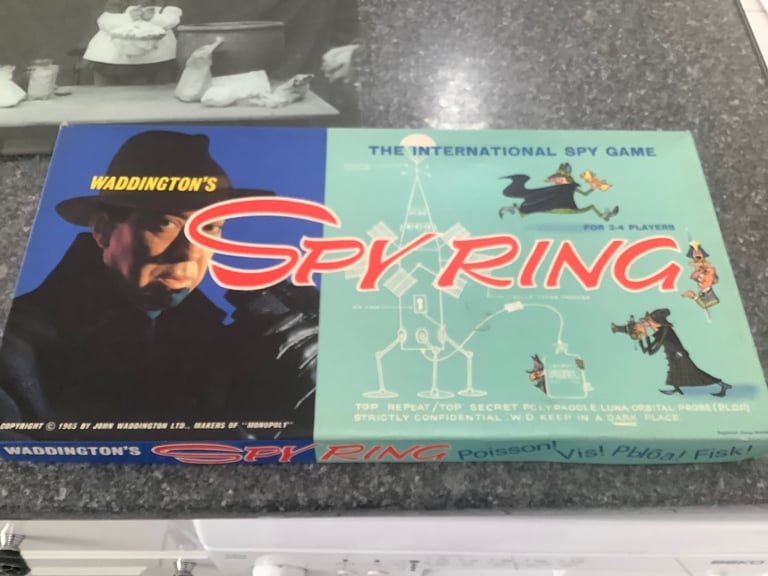 THE INTERNATIONAL SPY GAME
WADDINGTON'S
SPY RING
FOR 2-4 PLAYERS
TOP REPEAT/TOP SECRET POLYPADDLE-LUNA-ORBITAL PROBE (PLOP)
STRICTLY CONFIDENTIAL. W.D. KEEP IN A DARK PLACE.
COPYRIGHT © 1965 BY JOHN WADDINGTON LTD., MAKERS OF "MONOPOLY"
WADDINGTON'S SPY RING Poisson! Vis! Рыба! Fisk!